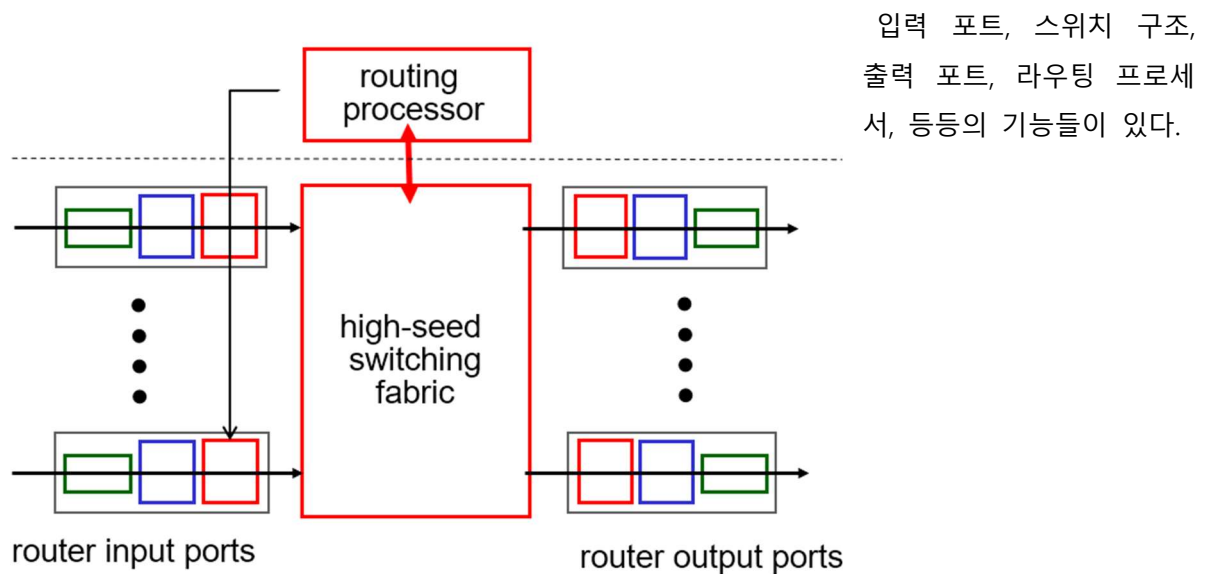 입력 포트, 스위치 구조,
출력 포트, 라우팅 프로세
서, 등등의 기능들이 있다.
routing
processor
high-seed
switching
fabric
router input ports
router output ports